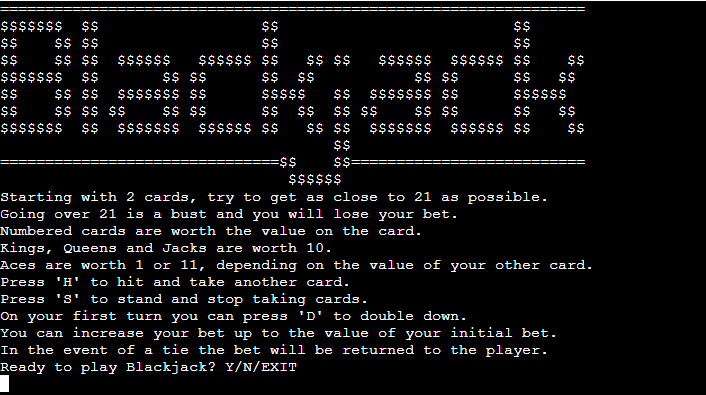 Blackjack
Starting with 2 cards, try to get as close to 21 as possible.
Going over 21 is a bust and you will lose your bet.
Numbered cards are worth the value on the card.
Kings, Queens and Jacks are worth 10.
Aces are worth 1 or 11, depending on the value of your other card.
Press 'H' to hit and take another card.
Press 'S' to stand and stop taking cards.
On your first turn you can press 'D' to double down.
You can increase your bet up to the value of your initial bet.
In the event of a tie the bet will be returned to the player.
Ready to play Blackjack? Y/N/EXIT